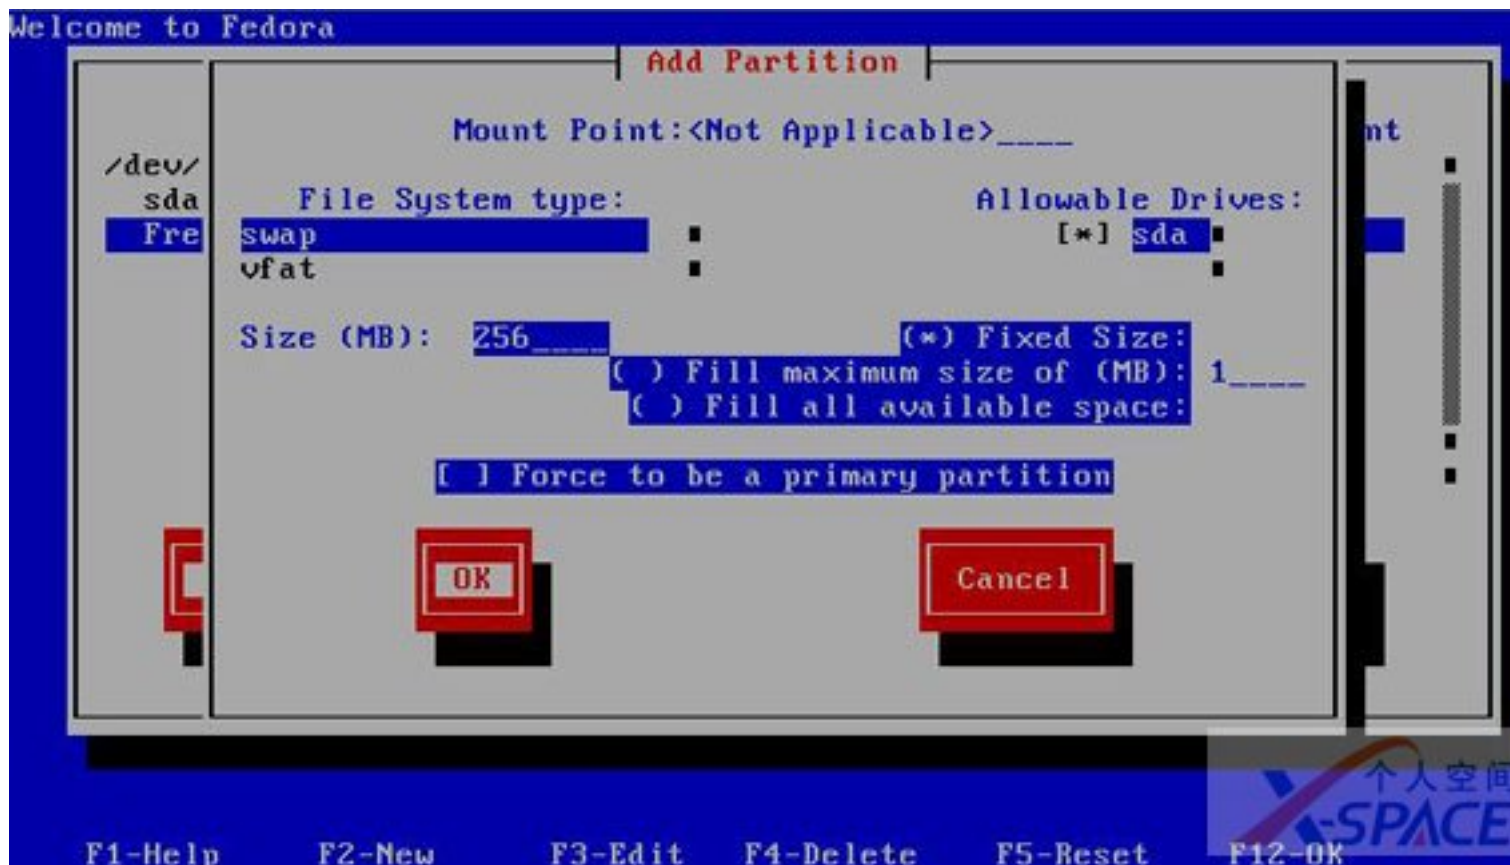 Welcome to Fedora
Add Partition
Mount Point:<Not Applicable>____
nt
/dev/
sda
File System type:
Allowable Drives:
Fre
swap
[*] sda
vfat
Size (MB): 256_____
(*) Fixed Size:
( ) Fill maximum size of (MB): 1____
( ) Fill all available space:
[ ] Force to be a primary partition
OK
Cancel
个人空间
X-SPACE
F1-Help F2-New F3-Edit F4-Delete F5-Reset F12-OK